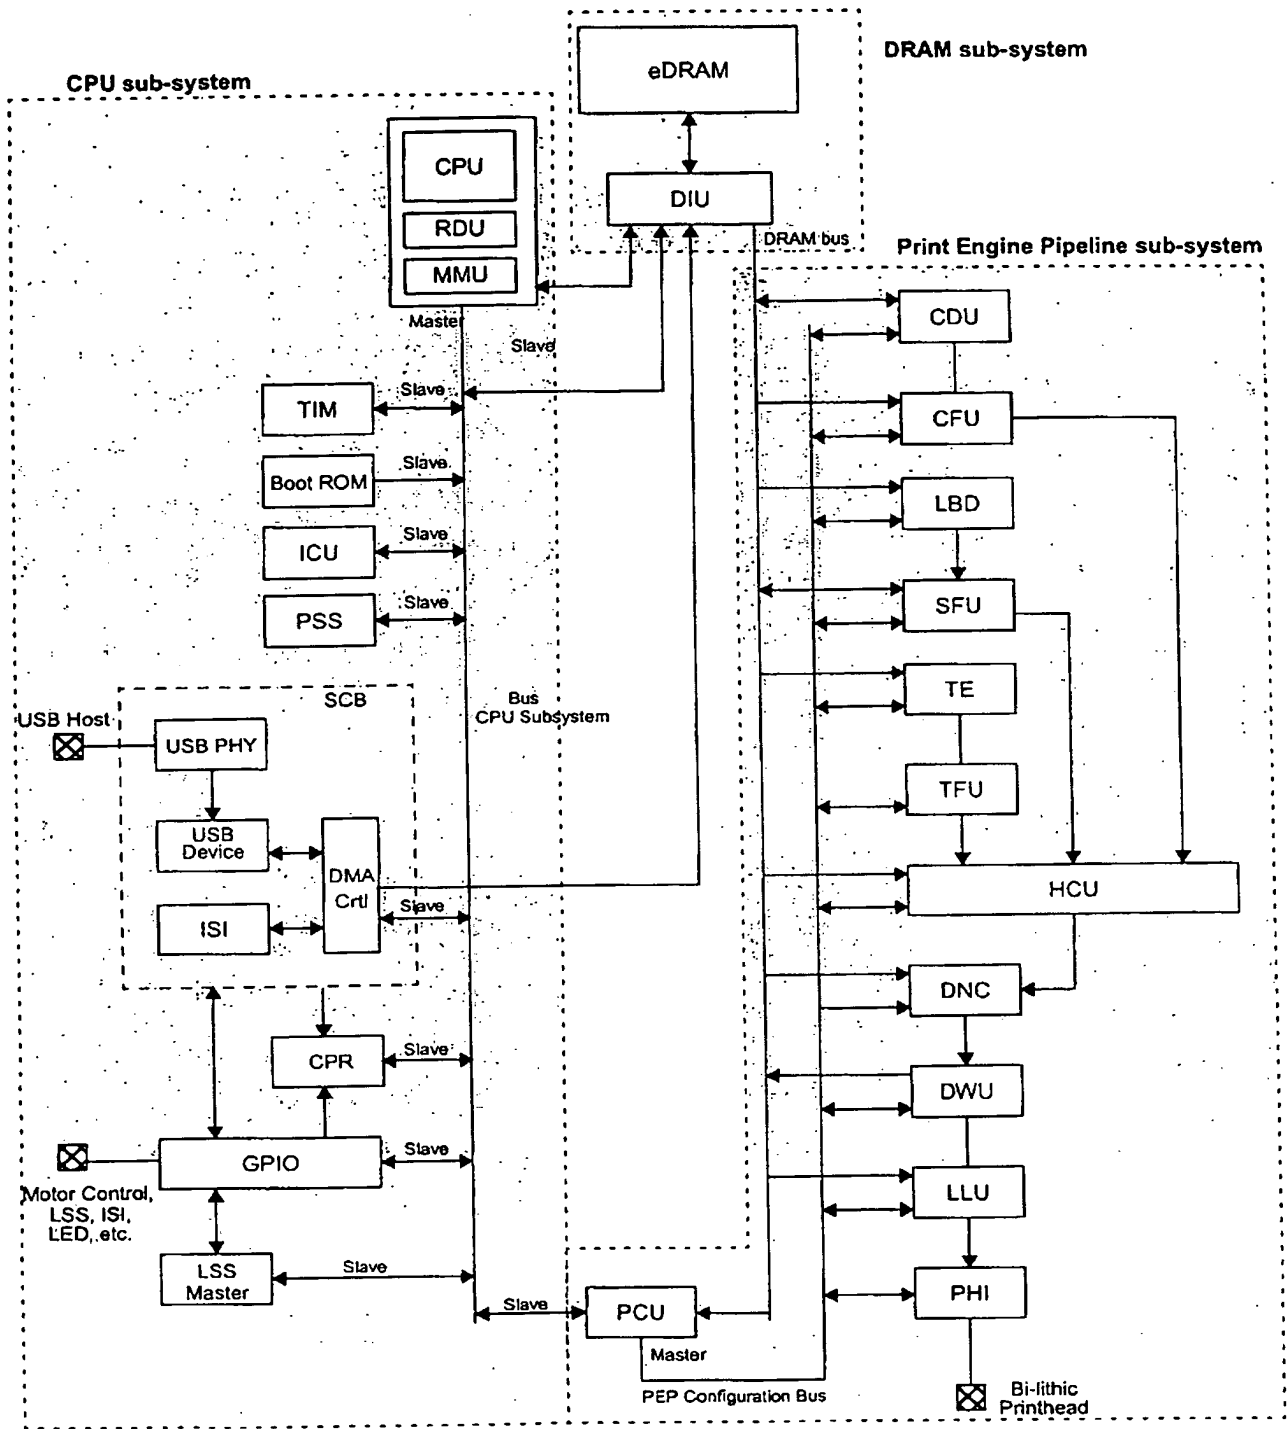 DRAM sub-system
eDRAM
CPU sub-system
CPU
RDU
MMU
DIU
DRAM bus
Print Engine Pipeline sub-system
Master
Slave
CDU
TIM
Slave
CFU
Boot ROM
Slave
LBD
ICU
Slave
PSS
Slave
SFU
SCB
Bus
CPU Subsystem
TE
USB Host
USB PHY
TFU
USB
Device
DMA
Crtl
Slave
ISI
HCU
DNC
CPR
Slave
DWU
GPIO
Slave
Motor Control,
LSS, ISI,
LED, etc.
LLU
LSS
Master
Slave
Slave
PCU
Master
PHI
PEP Configuration Bus
Bi-lithic
Printhead